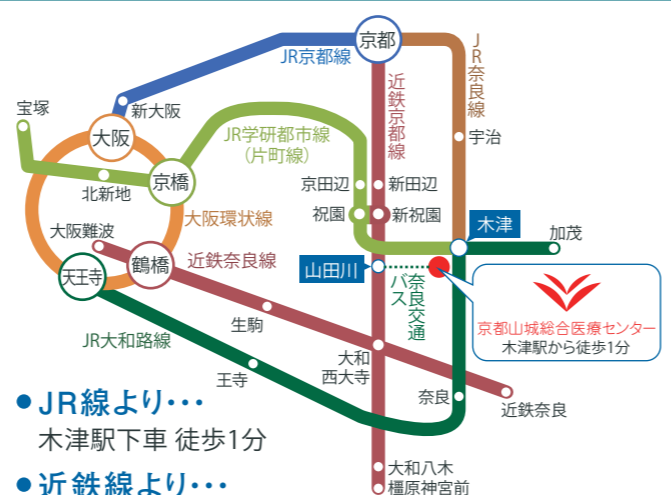 京都
JR京都線
新大阪
宝塚
大阪
JR学研都市線
(片町線)
近鉄京都線
JR奈良線
宇治
京橋
北新地
京田辺
新田辺
祝園
新祝園
大阪環状線
木津
加茂
大阪難波
鶴橋
近鉄奈良線
天王寺
山田川
奈良交通
バス
京都山城総合医療センター
木津駅から徒歩1分
生駒
JR大和路線
大和
西大寺
王寺
奈良
近鉄奈良
●JR線より・・・
木津駅下車 徒歩1分
●近鉄線より・・・
大和八木
橿原神宮前